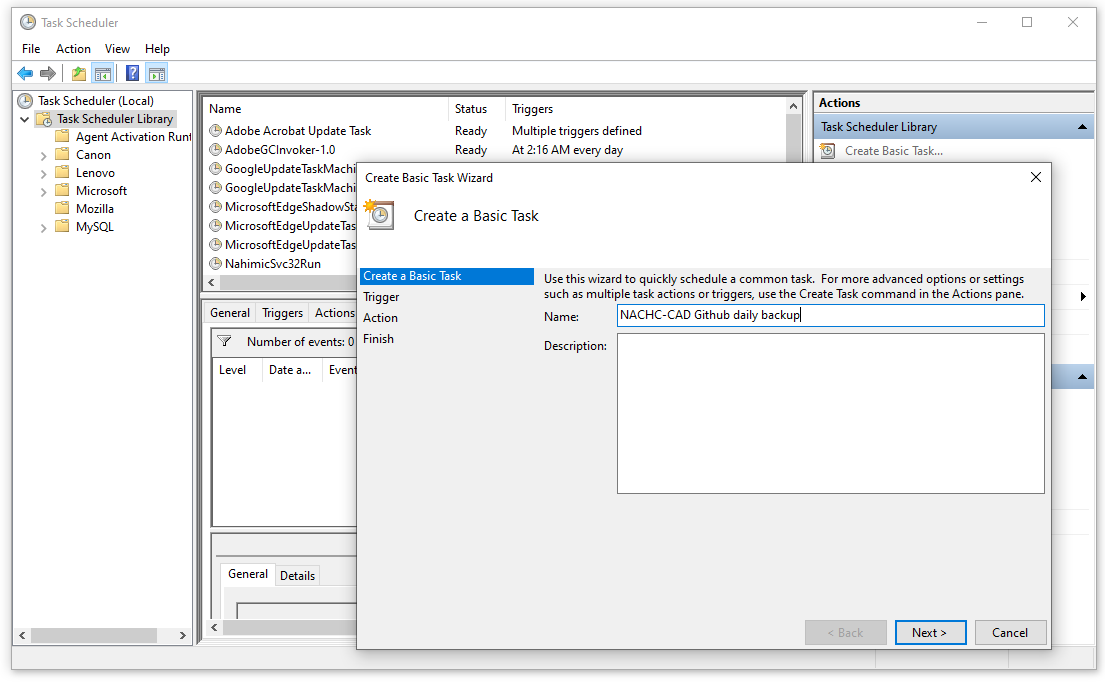 Task Scheduler
File Action View Help
Task Scheduler (Local)
Task Scheduler Library
Agent Activation Runt
Canon
Lenovo
Microsoft
Mozilla
MySQL
Name Status Triggers
Adobe Acrobat Update Task Ready Multiple triggers defined
AdobeGCInvoker-1.0 Ready At 2:16 AM every day
GoogleUpdateTaskMachi
GoogleUpdateTaskMachi
MicrosoftEdgeShadowSta
MicrosoftEdgeUpdateTas
MicrosoftEdgeUpdateTas
NahimicSvc32Run
General Triggers Actions
Number of events: 0
Level Date a... Event
General Details
Actions
Task Scheduler Library
Create Basic Task...
Create Basic Task Wizard
Create a Basic Task
Create a Basic Task
Trigger
Action
Finish
Use this wizard to quickly schedule a common task. For more advanced options or settings
such as multiple task actions or triggers, use the Create Task command in the Actions pane.
Name: NACHC-CAD Github daily backup
Description:
< Back Next > Cancel